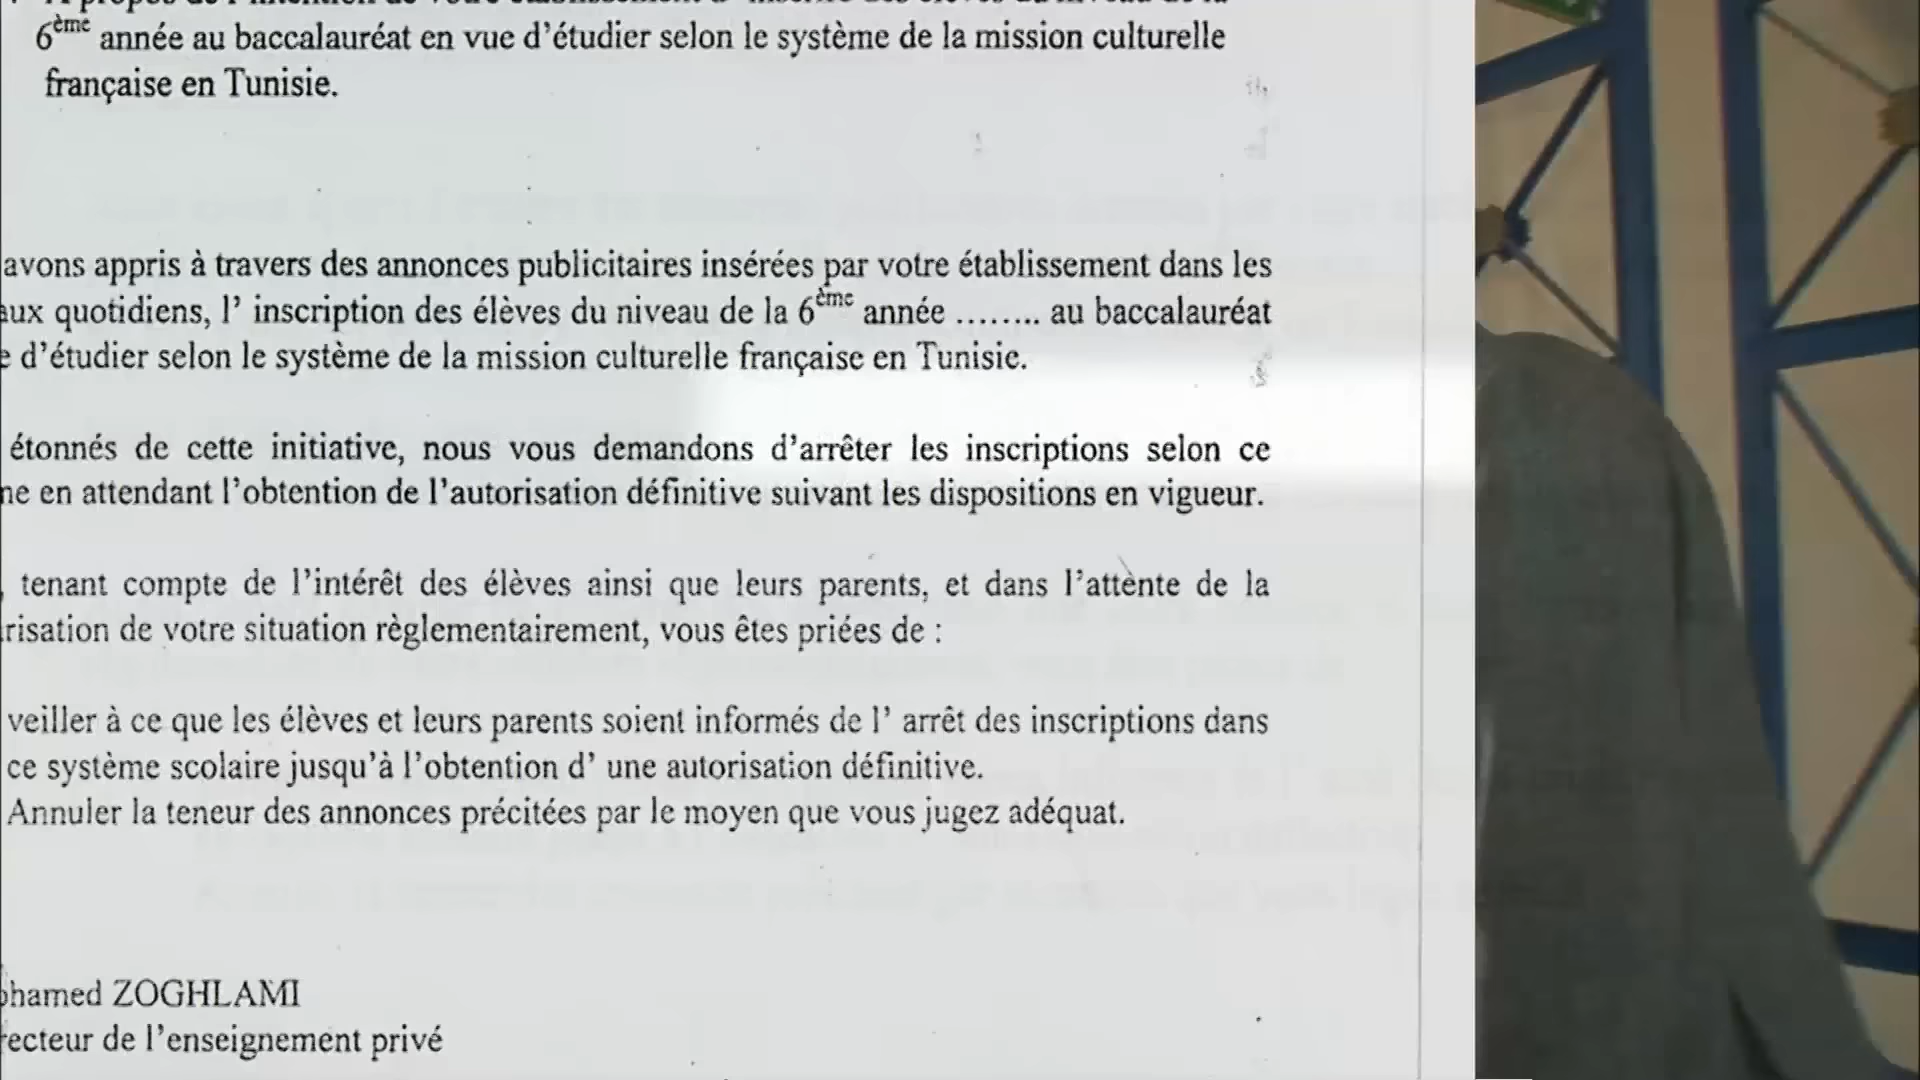 6ème année au baccalauréat en vue d'étudier selon le système de la mission culturelle
française en Tunisie.
avons appris à travers des annonces publicitaires insérées par votre établissement dans les
quotidiens, l' inscription des élèves du niveau de la 6ème année ........ au baccalauréat
d'étudier selon le système de la mission culturelle française en Tunisie.
étonnés de cette initiative, nous vous demandons d'arrêter les inscriptions selon ce
en attendant l'obtention de l'autorisation définitive suivant les dispositions en vigueur.
, tenant compte de l'intérêt des élèves ainsi que leurs parents, et dans l'attente de la
risation de votre situation règlementairement, vous êtes priées de :
veiller à ce que les élèves et leurs parents soient informés de l' arrêt des inscriptions dans
ce système scolaire jusqu'à l'obtention d' une autorisation définitive.
Annuler la teneur des annonces précitées par le moyen que vous jugez adéquat.
hamed ZOGHLAMI
recteur de l'enseignement privé